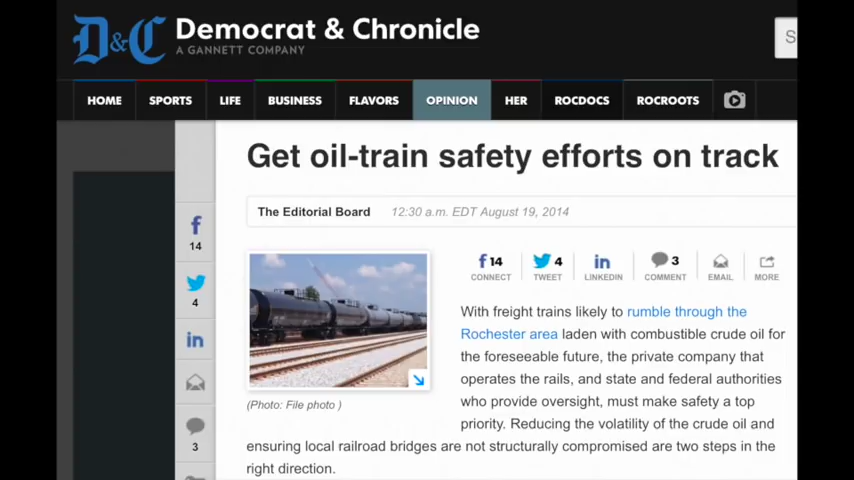 D&C Democrat & Chronicle
A GANNETT COMPANY
S
HOME SPORTS LIFE BUSINESS FLAVORS OPINION HER ROCDOCS ROCROOTS
Get oil-train safety efforts on track
The Editorial Board 12:30 a.m. EDT August 19, 2014
f
14
4
in
3
f 14 4 in 3
CONNECT TWEET LINKEDIN COMMENT EMAIL MORE
With freight trains likely to rumble through the
Rochester area laden with combustible crude oil for
the foreseeable future, the private company that
operates the rails, and state and federal authorities
who provide oversight, must make safety a top
priority. Reducing the volatility of the crude oil and
(Photo: File photo )
ensuring local railroad bridges are not structurally compromised are two steps in the
right direction.